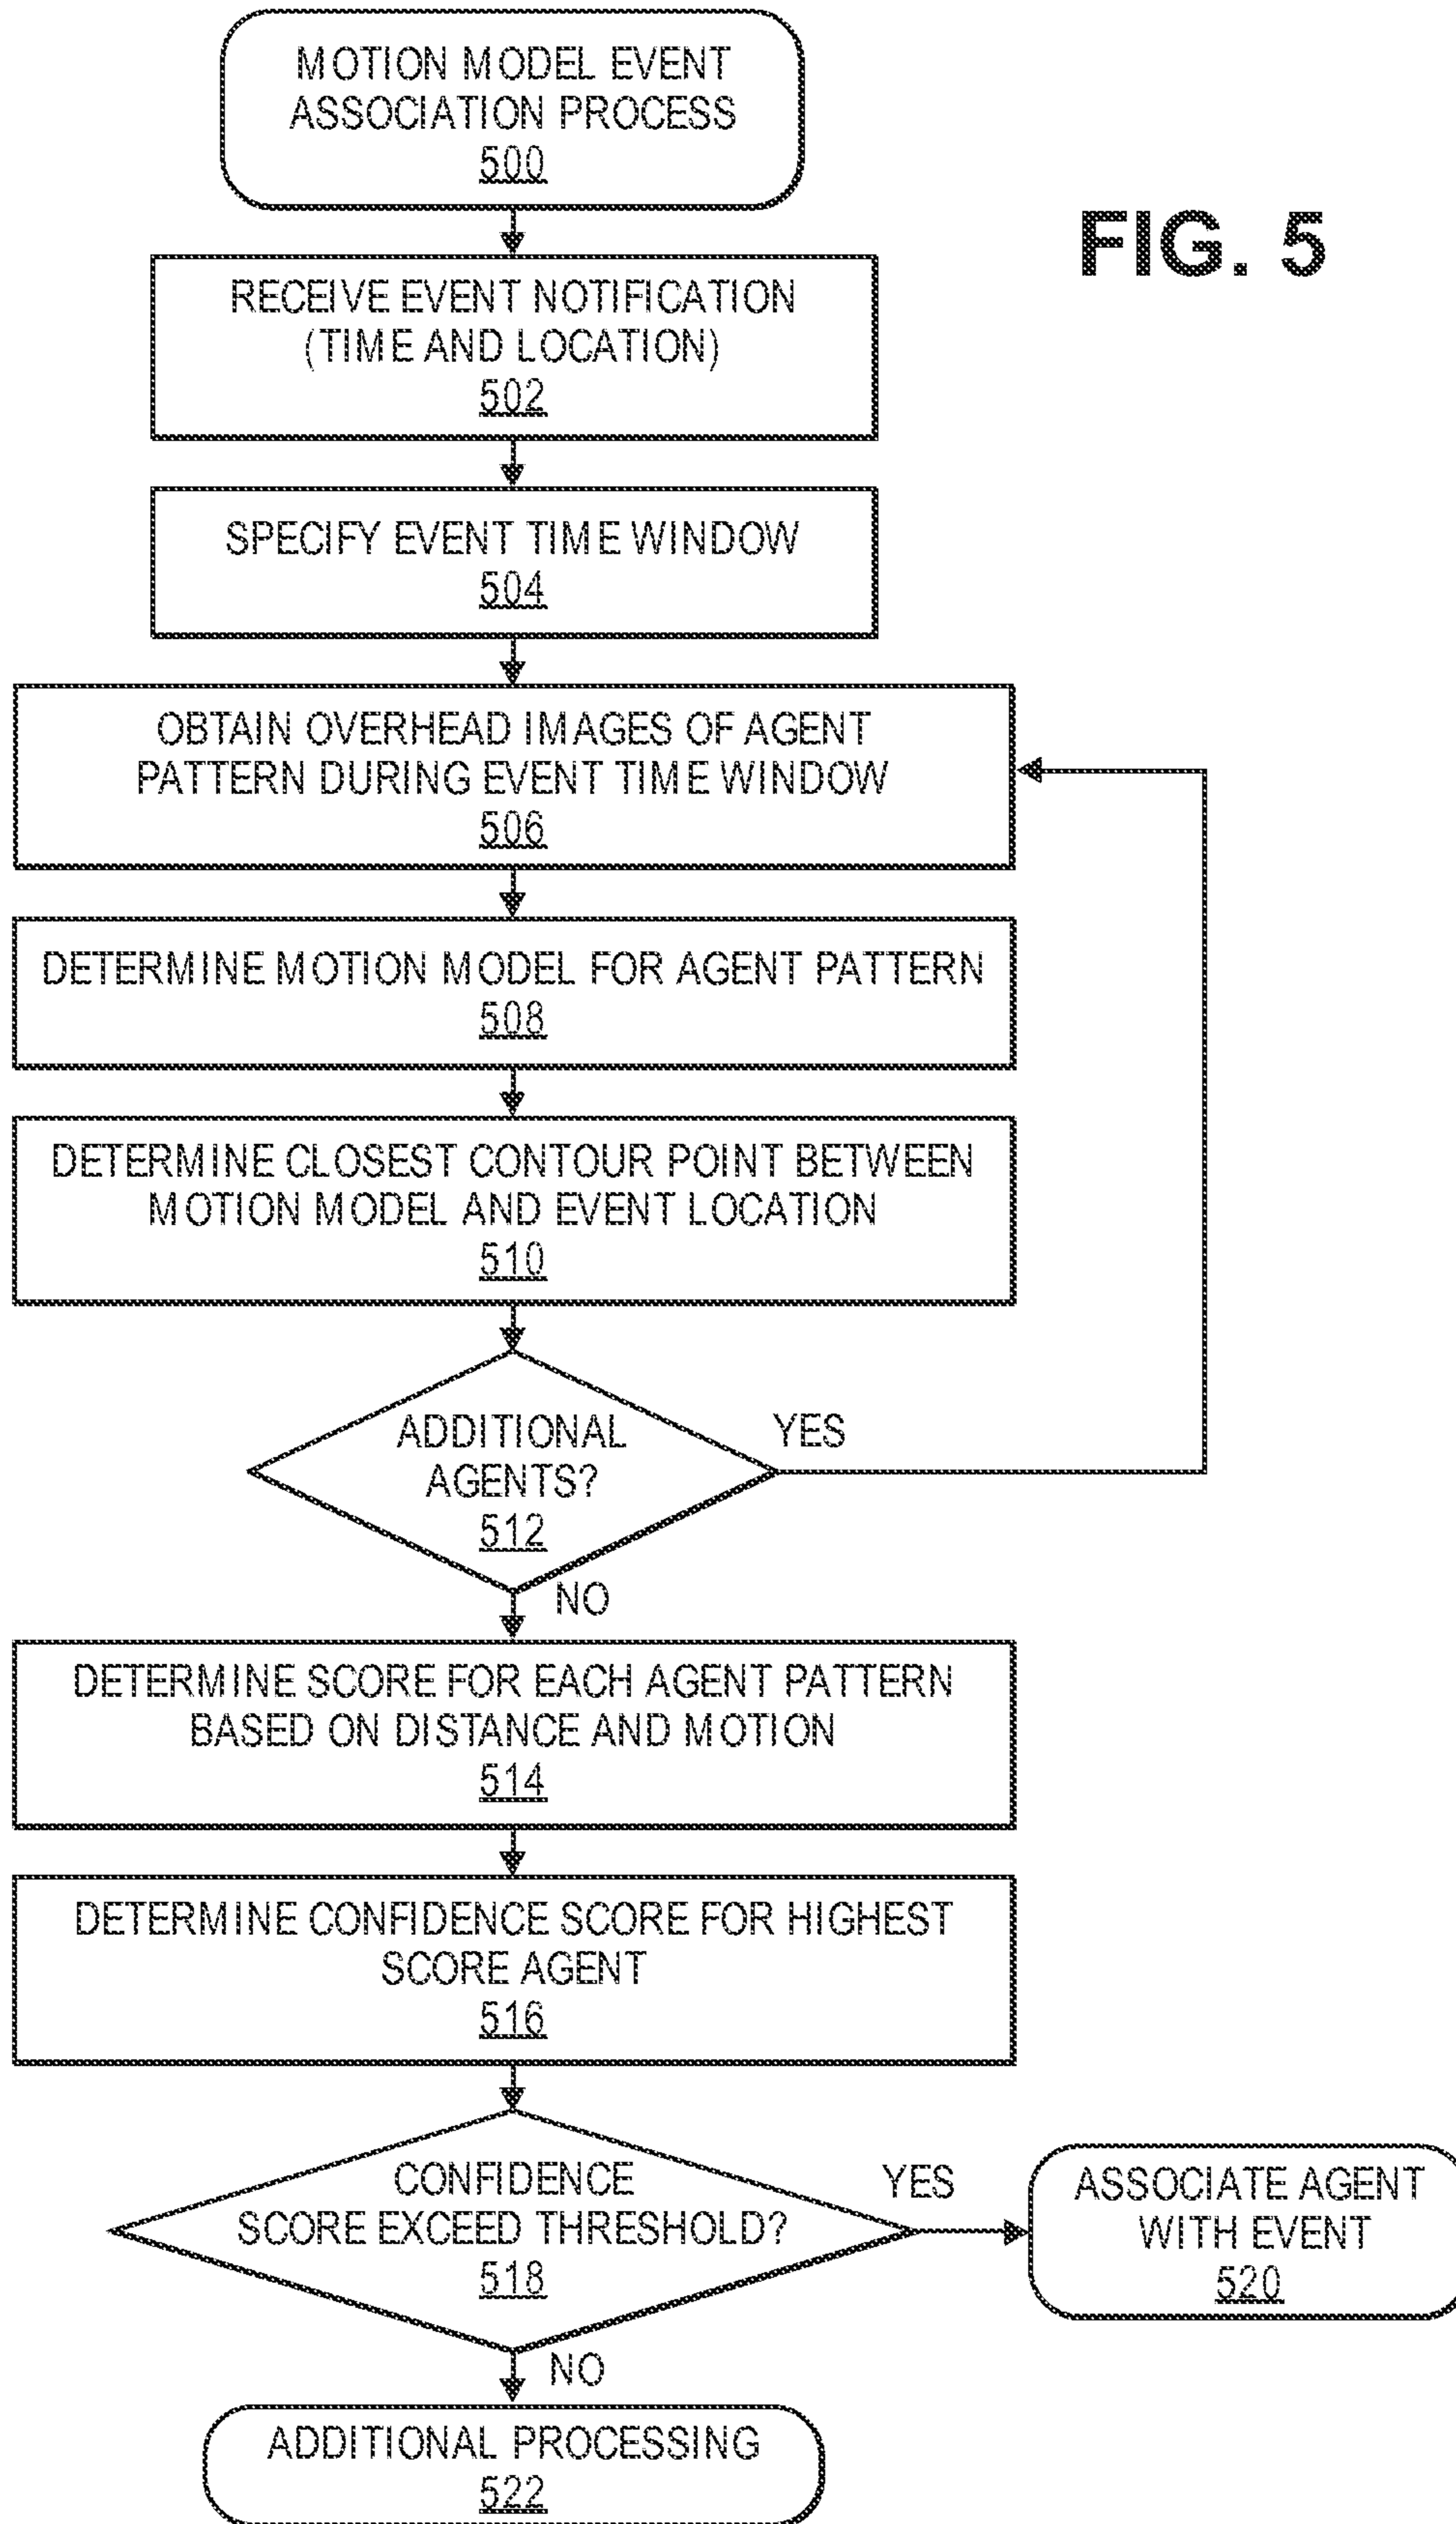 MOTION MODEL EVENT
ASSOCIATION PROCESS
500
FIG. 5
RECEIVE EVENT NOTIFICATION
(TIME AND LOCATION)
502
SPECIFY EVENT TIME WINDOW
504
OBTAIN OVERHEAD IMAGES OF AGENT
PATTERN DURING EVENT TIME WINDOW
506
DETERMINE MOTION MODEL FOR AGENT PATTERN
508
DETERMINE CLOSEST CONTOUR POINT BETWEEN
MOTION MODEL AND EVENT LOCATION
510
ADDITIONAL
AGENTS?
512
YES
NO
DETERMINE SCORE FOR EACH AGENT PATTERN
BASED ON DISTANCE AND MOTION
514
DETERMINE CONFIDENCE SCORE FOR HIGHEST
SCORE AGENT
516
CONFIDENCE
SCORE EXCEED THRESHOLD?
518
YES
ASSOCIATE AGENT
WITH EVENT
520
NO
ADDITIONAL PROCESSING
522